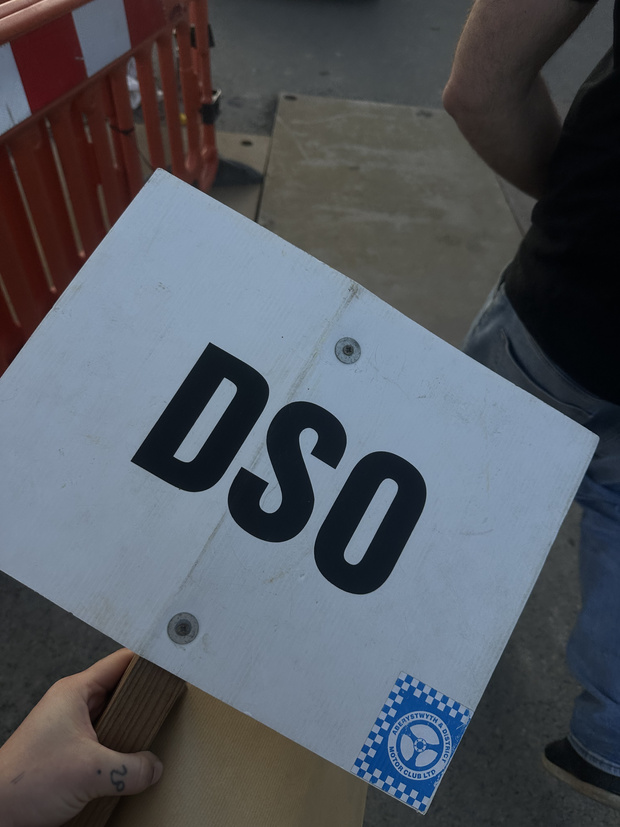 DSO
ABERYSTWYTH & DISTRICT
MOTOR CLUB LTD